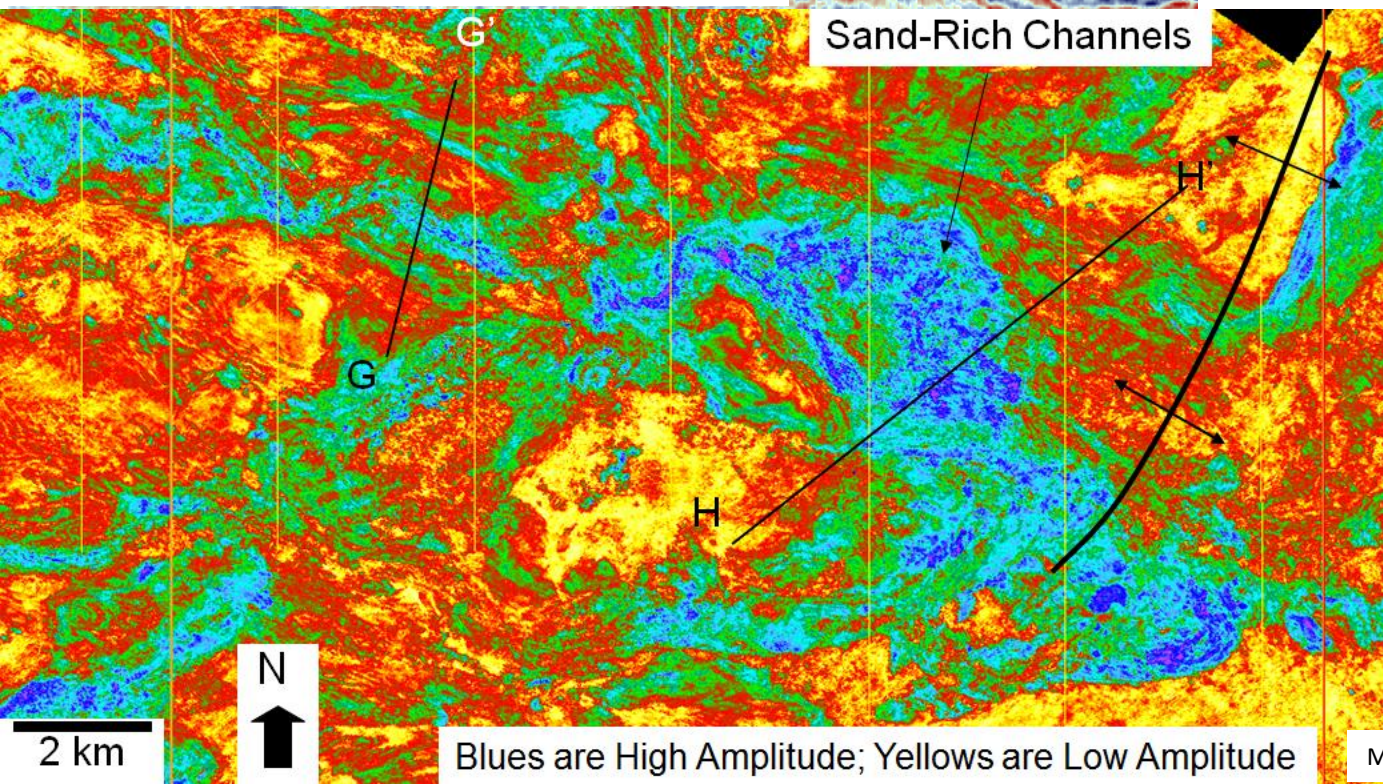 G’
Sand-Rich Channels
H’
G
H
N
2 km
Blues are High Amplitude; Yellows are Low Amplitude
M